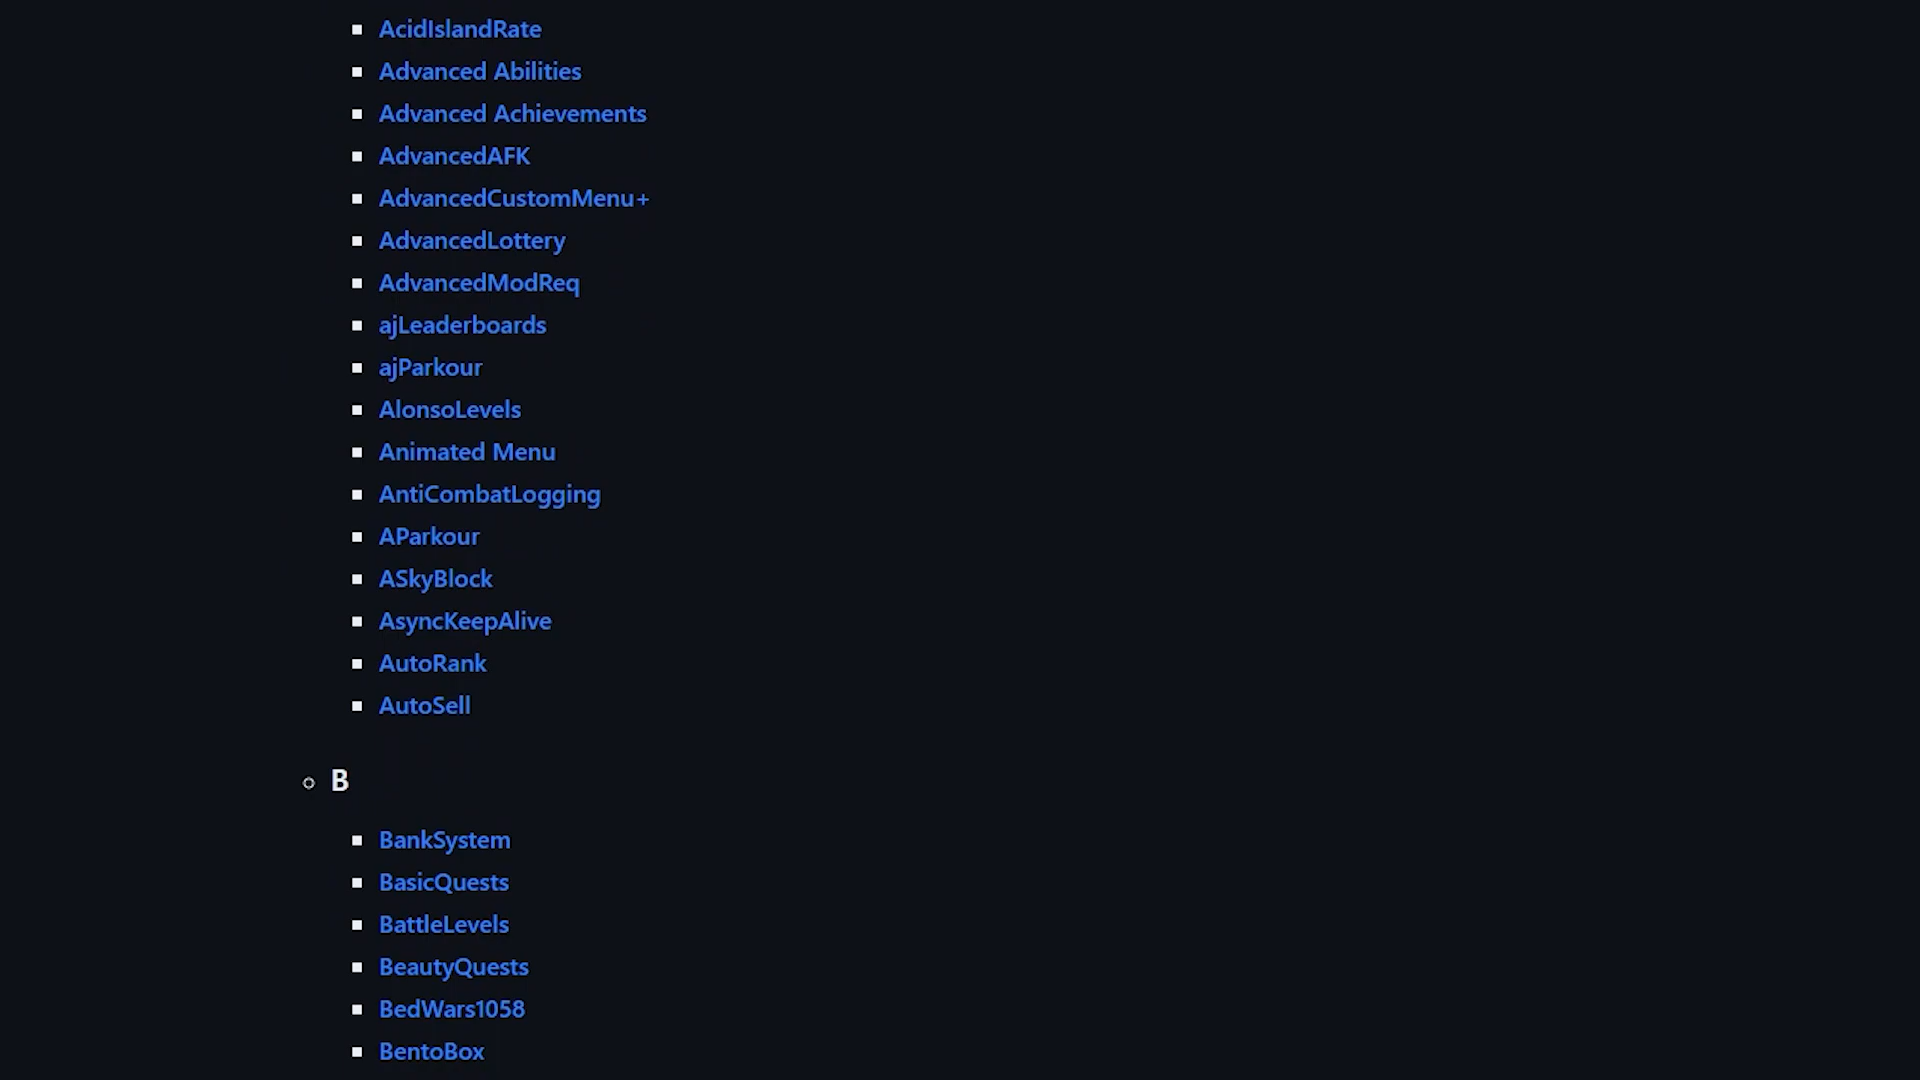 AcidIslandRate
Advanced Abilities
Advanced Achievements
AdvancedAFK
AdvancedCustomMenu+
AdvancedLottery
AdvancedModReq
ajLeaderboards
ajParkour
AlonsoLevels
Animated Menu
AntiCombatLogging
AParkour
ASkyBlock
AsyncKeepAlive
AutoRank
AutoSell
B
BankSystem
BasicQuests
BattleLevels
BeautyQuests
BedWars1058
BentoBox